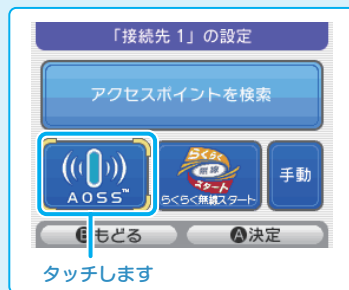 「接続先 1」の設定
アクセスポイントを検索
AOSS™
らくらく
無線
スタート
らくらく無線スタート
手動
Ⓑもどる
Ⓐ決定
タッチします